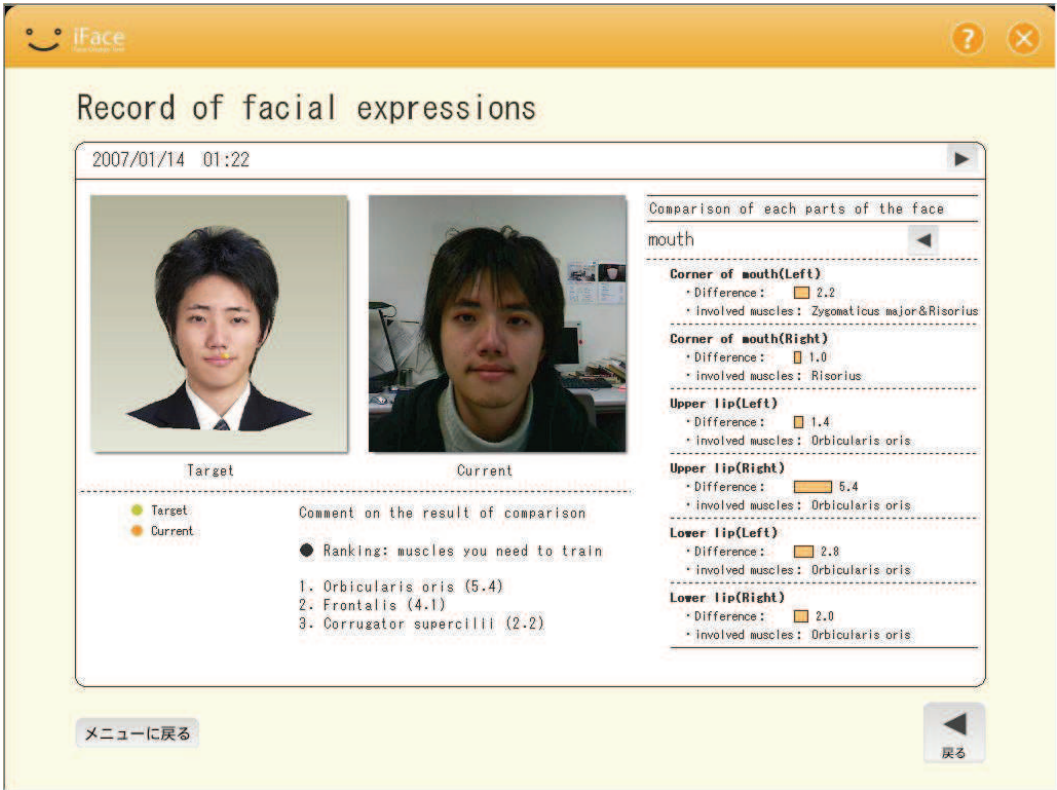 iFace
Record of facial expressions
2007/01/14 01:22
Target
Current
Target
Current
Comment on the result of comparison
● Ranking: muscles you need to train
1. Orbicularis oris (5.4)
2. Frontalis (4.1)
3. Corrugator supercilii (2.2)
Comparison of each parts of the face
mouth
Corner of mouth(Left)
・Difference: 2.2
・involved muscles: Zygomaticus major&Risorius
Corner of mouth(Right)
・Difference: 1.0
・involved muscles: Risorius
Upper lip(Left)
・Difference: 1.4
・involved muscles: Orbicularis oris
Upper lip(Right)
・Difference: 5.4
・involved muscles: Orbicularis oris
Lower lip(Left)
・Difference: 2.8
・involved muscles: Orbicularis oris
Lower lip(Right)
・Difference: 2.0
・involved muscles: Orbicularis oris
メニューに戻る
戻る